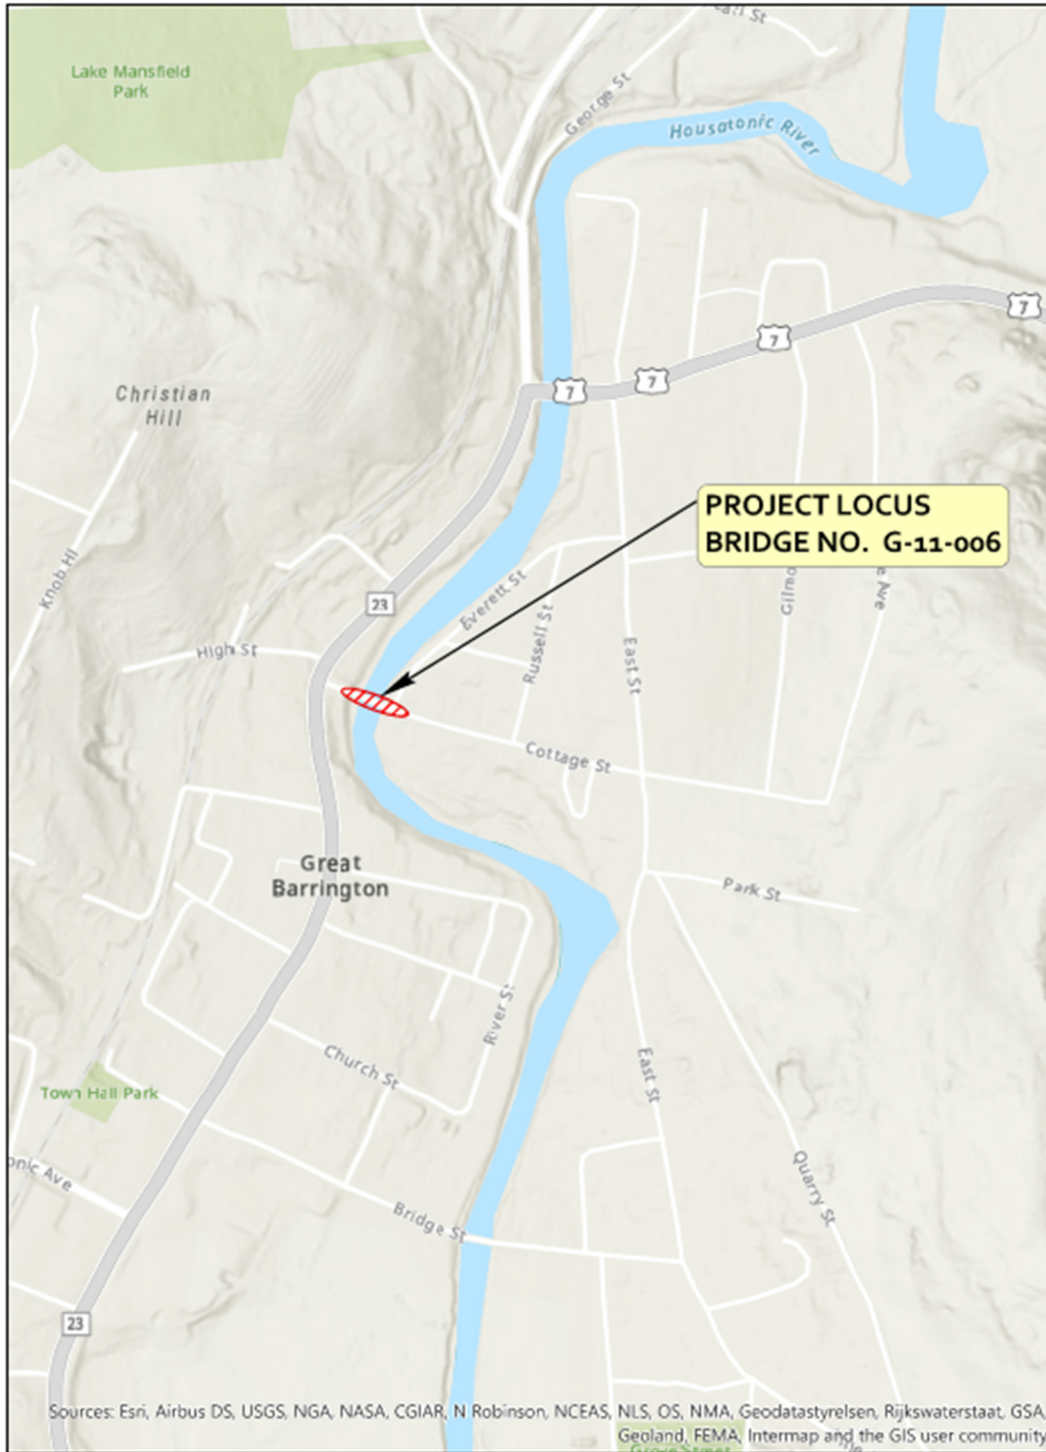 Lake Mansfield
Park
George St
Housatonic River
7
7
7
7
Christian
Hill
PROJECT LOCUS
BRIDGE NO. G-11-006
Knob Hl
23
Everett St
Russell St
East St
High St
Cottage St
Great
Barrington
Park St
River St
Church St
East St
Town Hall Park
Quarry St
Bridge St
23
Sources: Esri, Airbus DS, USGS, NGA, NASA, CGIAR, N Robinson, NCEAS, NLS, OS, NMA, Geodatastyrelsen, Rijkswaterstaat, GSA,
Geoland, FEMA, Intermap and the GIS user community